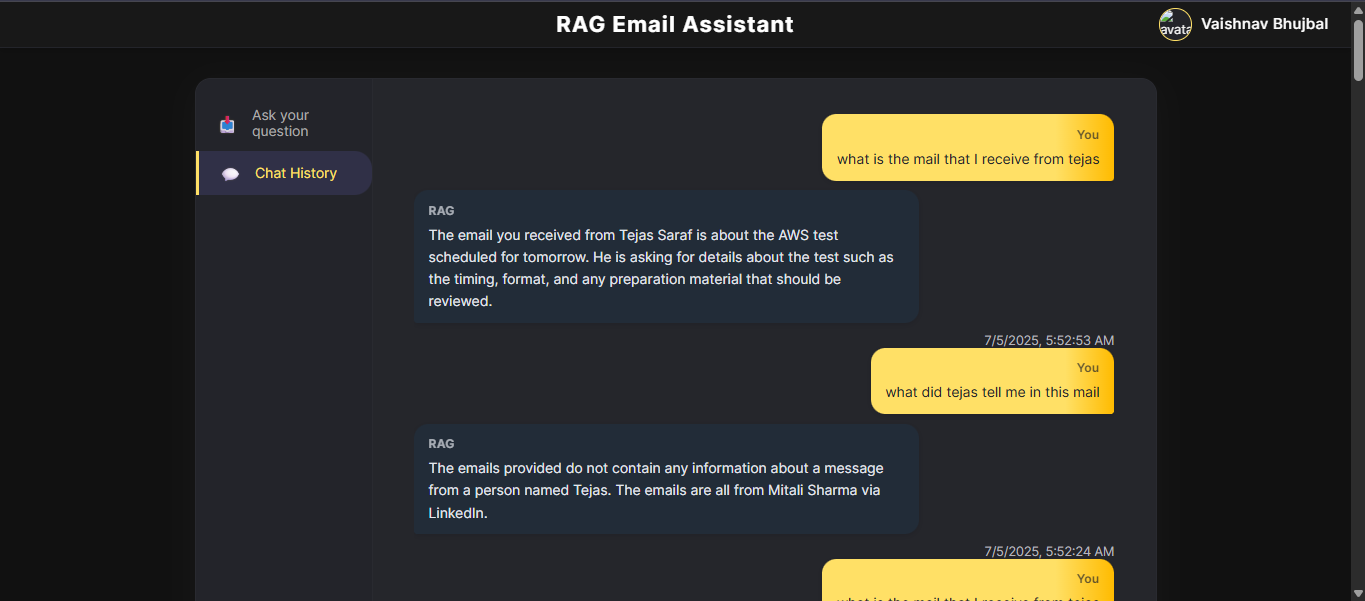 RAG Email Assistant
Vaishnav Bhujbal
Ask your
question
Chat History
You
what is the mail that I receive from tejas
RAG
The email you received from Tejas Saraf is about the AWS test
scheduled for tomorrow. He is asking for details about the test such as
the timing, format, and any preparation material that should be
reviewed.
7/5/2025, 5:52:53 AM
You
what did tejas tell me in this mail
RAG
The emails provided do not contain any information about a message
from a person named Tejas. The emails are all from Mitali Sharma via
LinkedIn.
7/5/2025, 5:52:24 AM
You